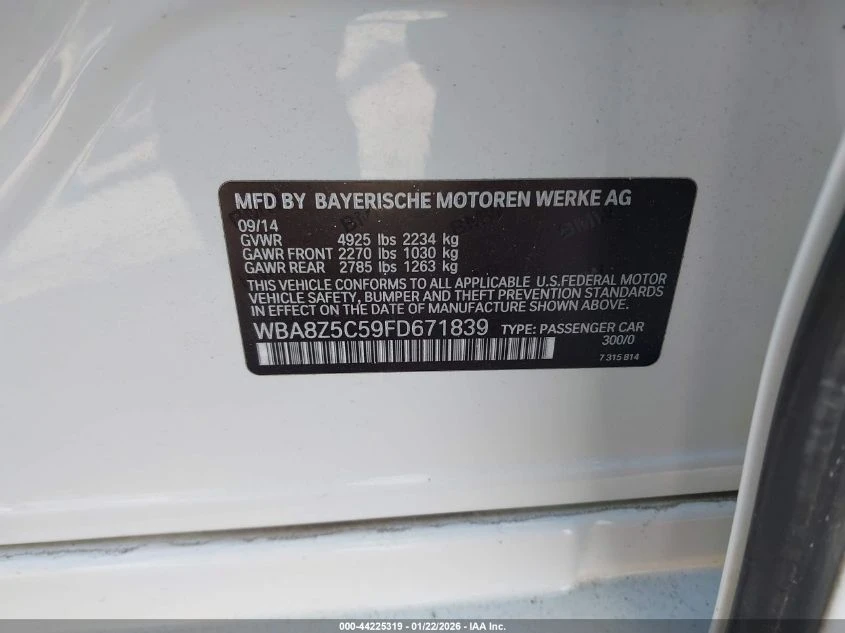 MFD BY BAYERISCHE MOTOREN WERKE AG
09/14
GVWR 4925 lbs 2234 kg
GAWR FRONT 2270 lbs 1030 kg
GAWR REAR 2785 lbs 1263 kg
THIS VEHICLE CONFORMS TO ALL APPLICABLE U.S.FEDERAL MOTOR
VEHICLE SAFETY, BUMPER AND THEFT PREVENTION STANDARDS
IN EFFECT ON THE DATE OF MANUFACTURE SHOWN ABOVE.
WBA8Z5C59FD671839 TYPE: PASSENGER CAR
300/0
7 315 814
000-44225319 - 01/22/2026 - IAA Inc.